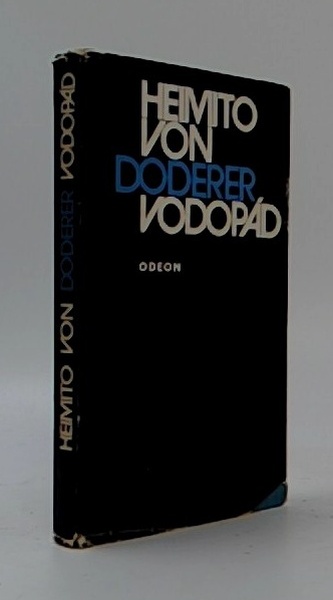 HEIMITO
VON
DODERER
VODOPÁD
ODEON
HEIMITO VON DODERER VODOPÁD